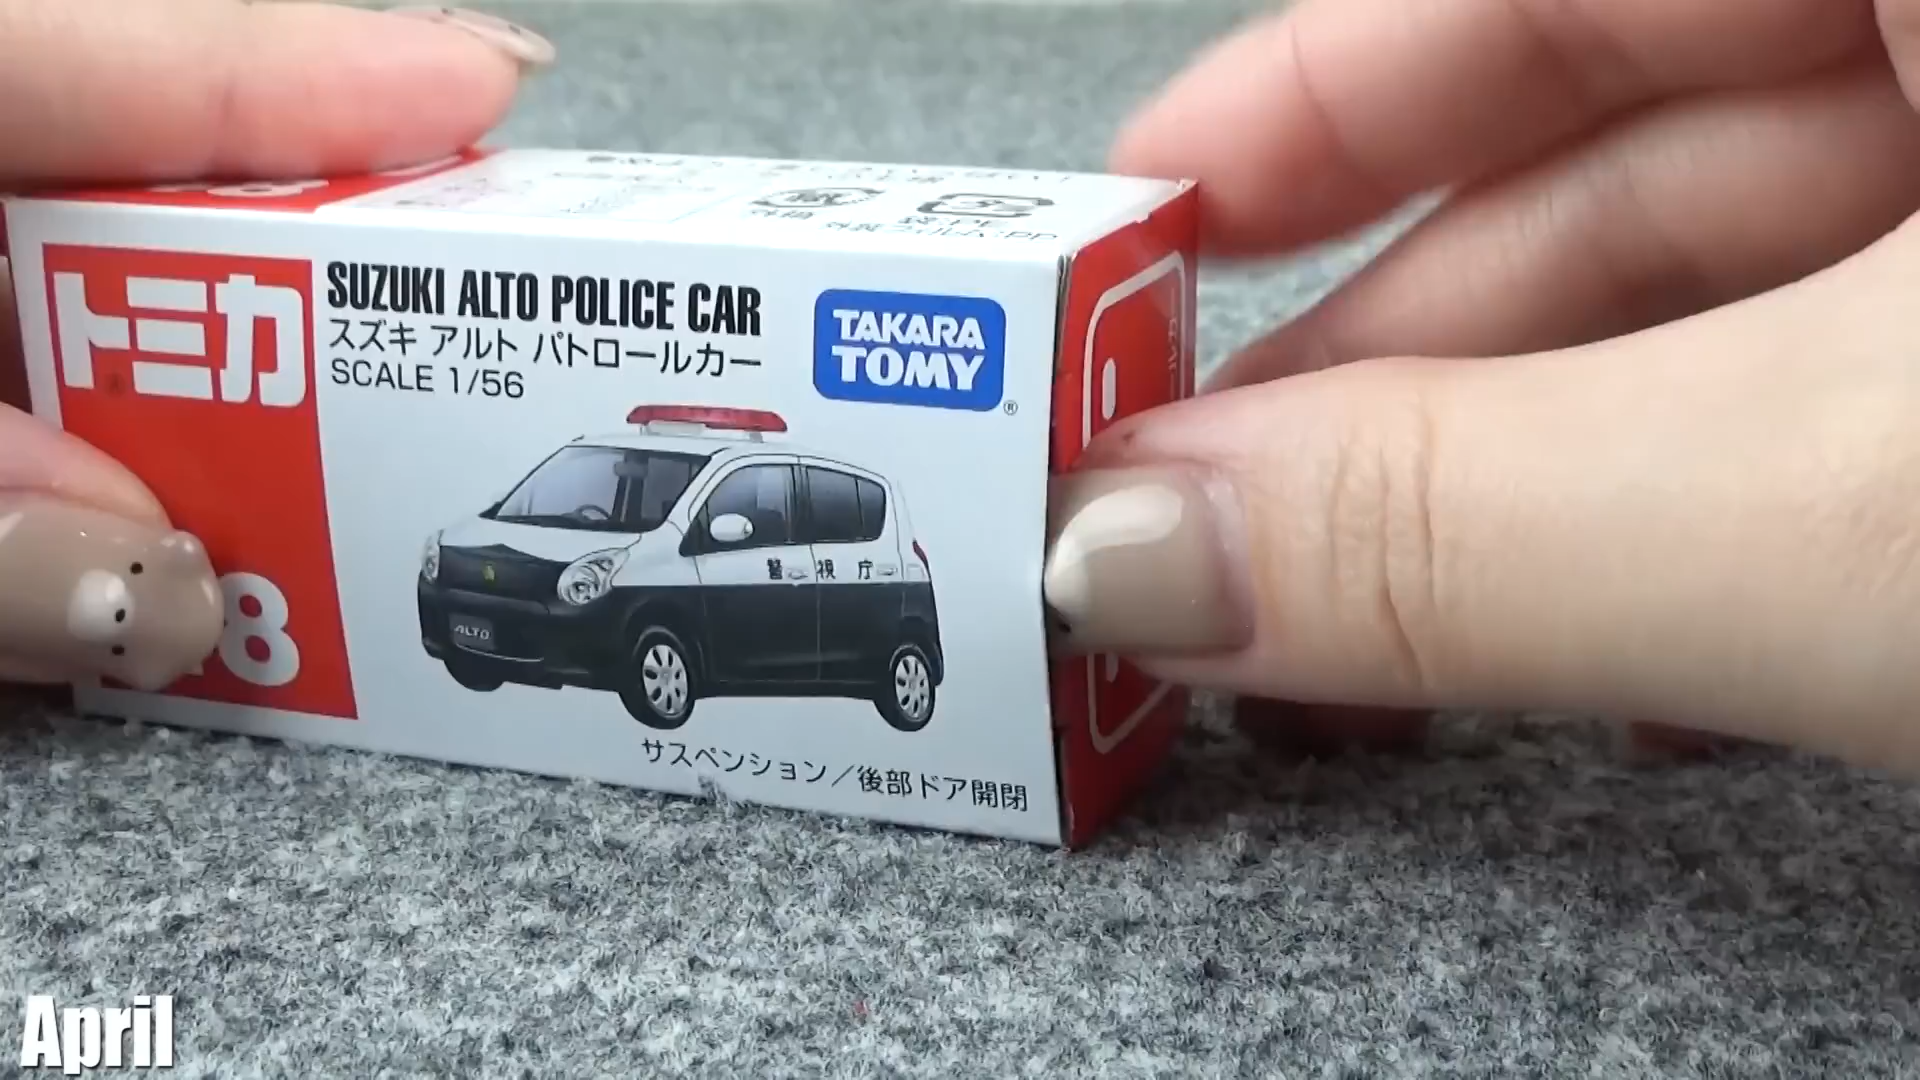 トミカ
SUZUKI ALTO POLICE CAR
スズキ アルト パトロールカー
SCALE 1/56
TAKARA
TOMY
®
警視庁
ALTO
8
サスペンション/後部ドア開閉
April